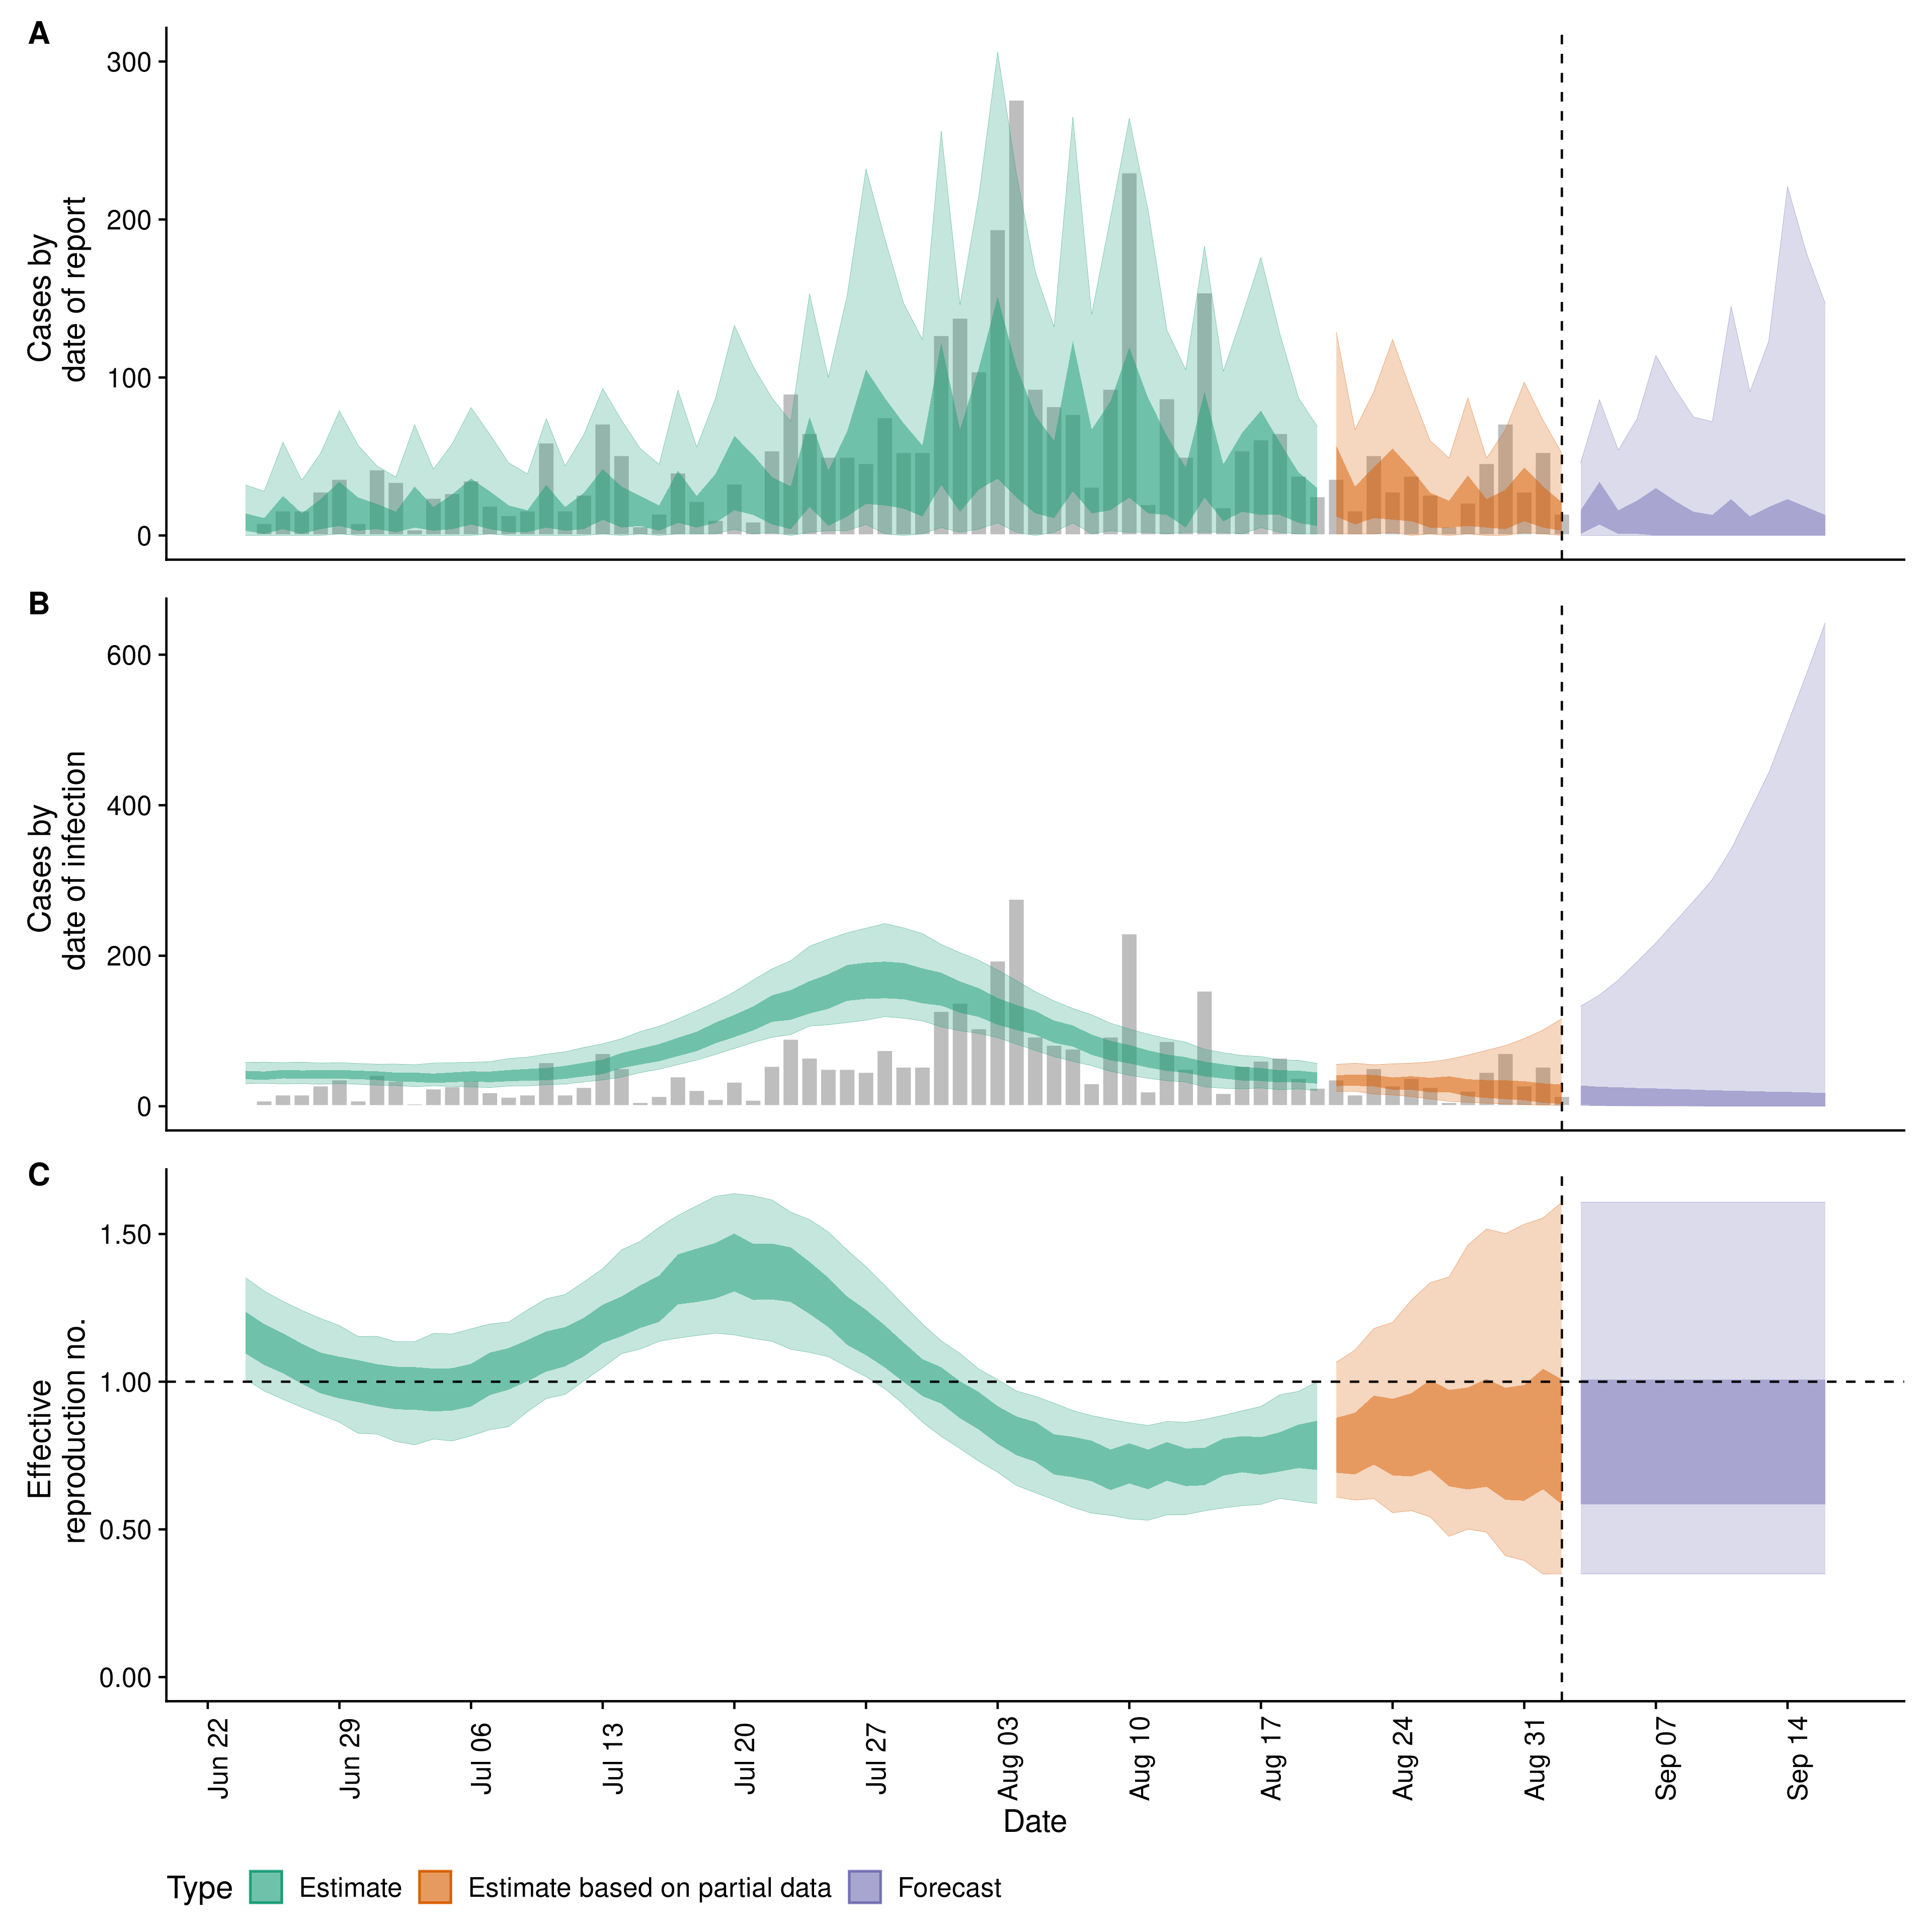 A
300
200
100
0
Cases by
date of report
B
600
400
200
0
Cases by
date of infection
C
1.50
1.00
0.50
0.00
Effective
reproduction no.
Jun 22
Jun 29
Jul 06
Jul 13
Jul 20
Jul 27
Aug 03
Aug 10
Aug 17
Aug 24
Aug 31
Sep 07
Sep 14
Date
Type Estimate Estimate based on partial data Forecast